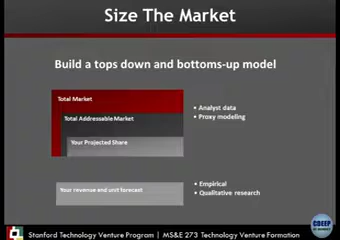 Size The Market
Build a tops down and bottoms-up model
Total Market
Total Addressable Market
Your Projected Share
• Analyst data
• Proxy modeling
Your revenue and unit forecast
• Empirical
• Qualitative research
Stanford Technology Venture Program | MS&E 273 Technology Venture Formation